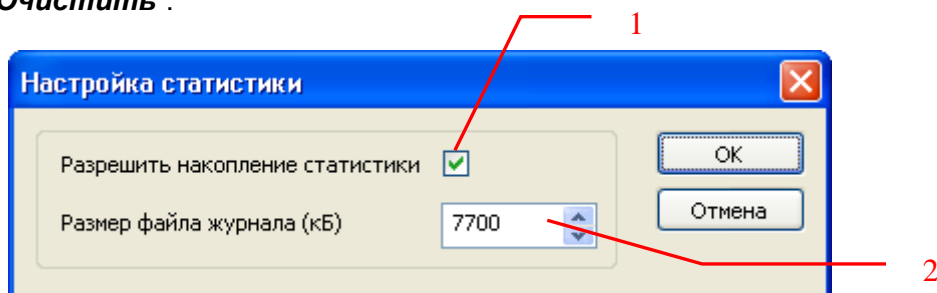 Очистить".
1
Настройка статистики
Разрешить накопление статистики
OK
Размер файла журнала (кБ) 7700
Отмена
2